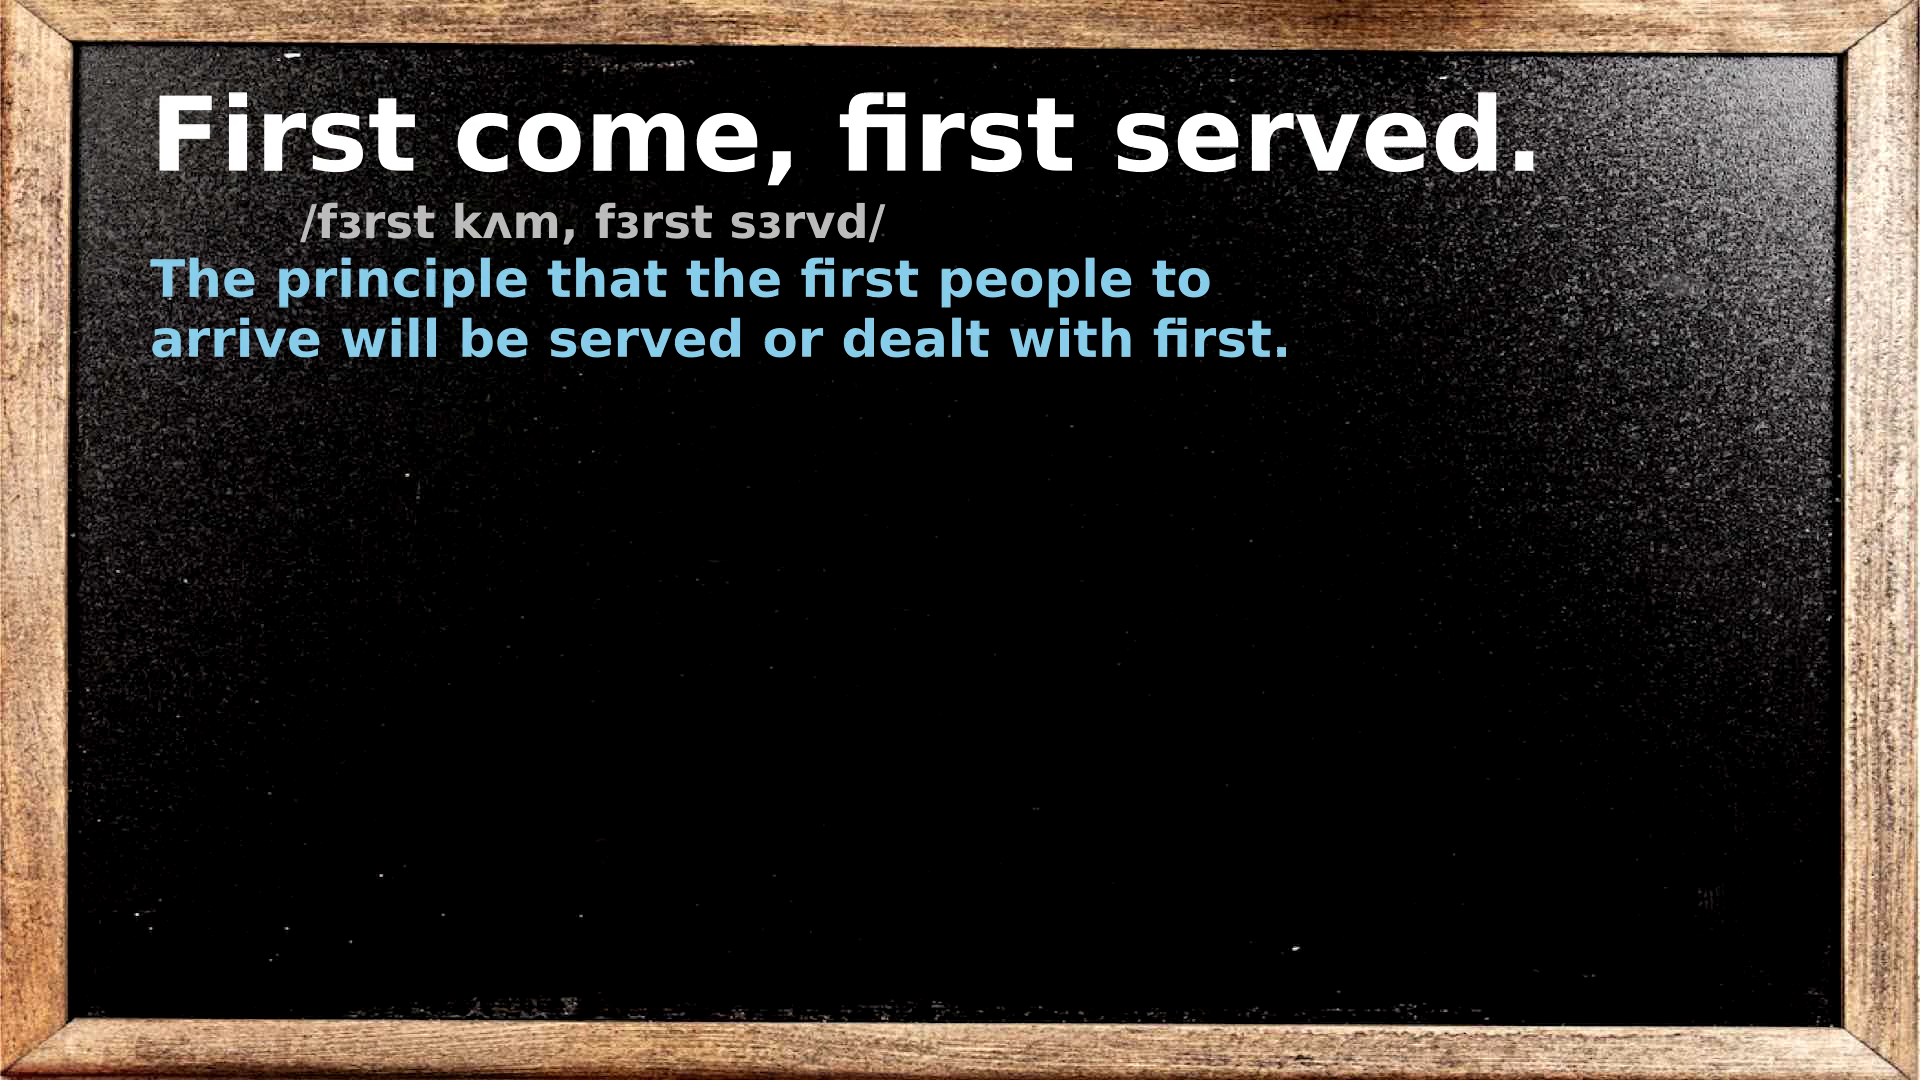 First come, first served.
/fɜrst kʌm, fɜrst sɜrvd/
The principle that the first people to
arrive will be served or dealt with first.